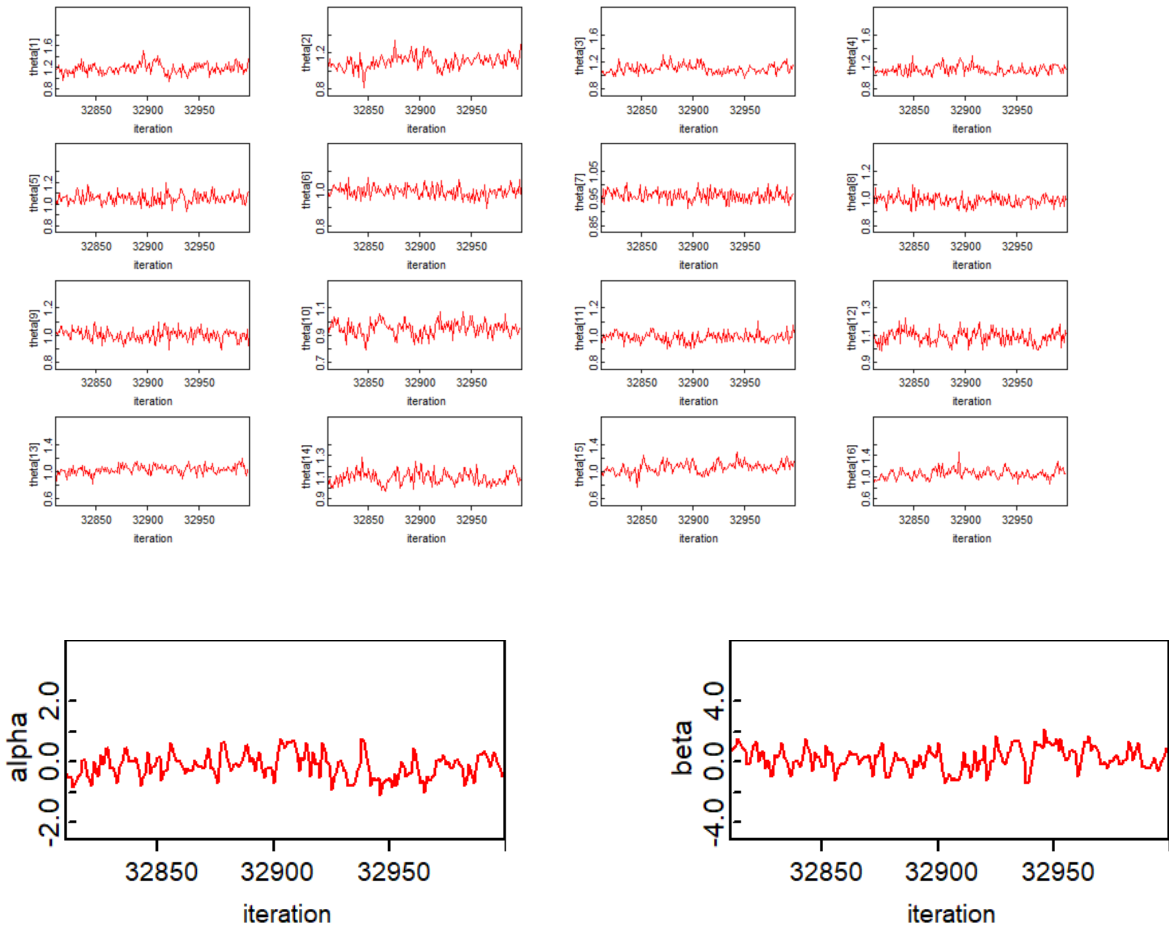 theta[1]
0.8 1.2 1.2 1.6
32850 32900 32950
iteration
theta[2]
0.8 1.2
32850 32900 32950
iteration
theta[3]
0.8 1.2 1.6
32850 32900 32950
iteration
theta[4]
0.8 1.2 1.6
32850 32900 32950
iteration
theta[5]
0.8 1.0 1.2
32850 32900 32950
iteration
theta[6]
0.8 1.0
32850 32900 32950
iteration
theta[7]
0.85 0.95 1.05
32850 32900 32950
iteration
theta[8]
0.8 1.0 1.2
32850 32900 32950
iteration
theta[9]
0.8 1.0 1.2
32850 32900 32950
iteration
theta[10]
0.7 0.9 1.1
32850 32900 32950
iteration
theta[11]
0.8 1.0 1.2
32850 32900 32950
iteration
theta[12]
0.9 1.1 1.3
32850 32900 32950
iteration
theta[13]
0.6 1.0 1.4
32850 32900 32950
iteration
theta[14]
0.9 1.1 1.3
32850 32900 32950
iteration
theta[15]
0.6 1.0 1.4
32850 32900 32950
iteration
theta[16]
0.6 1.0 1.4
32850 32900 32950
iteration
alpha
-2.0 0.0 2.0
32850 32900 32950
iteration
beta
-4.0 0.0 4.0
32850 32900 32950
iteration